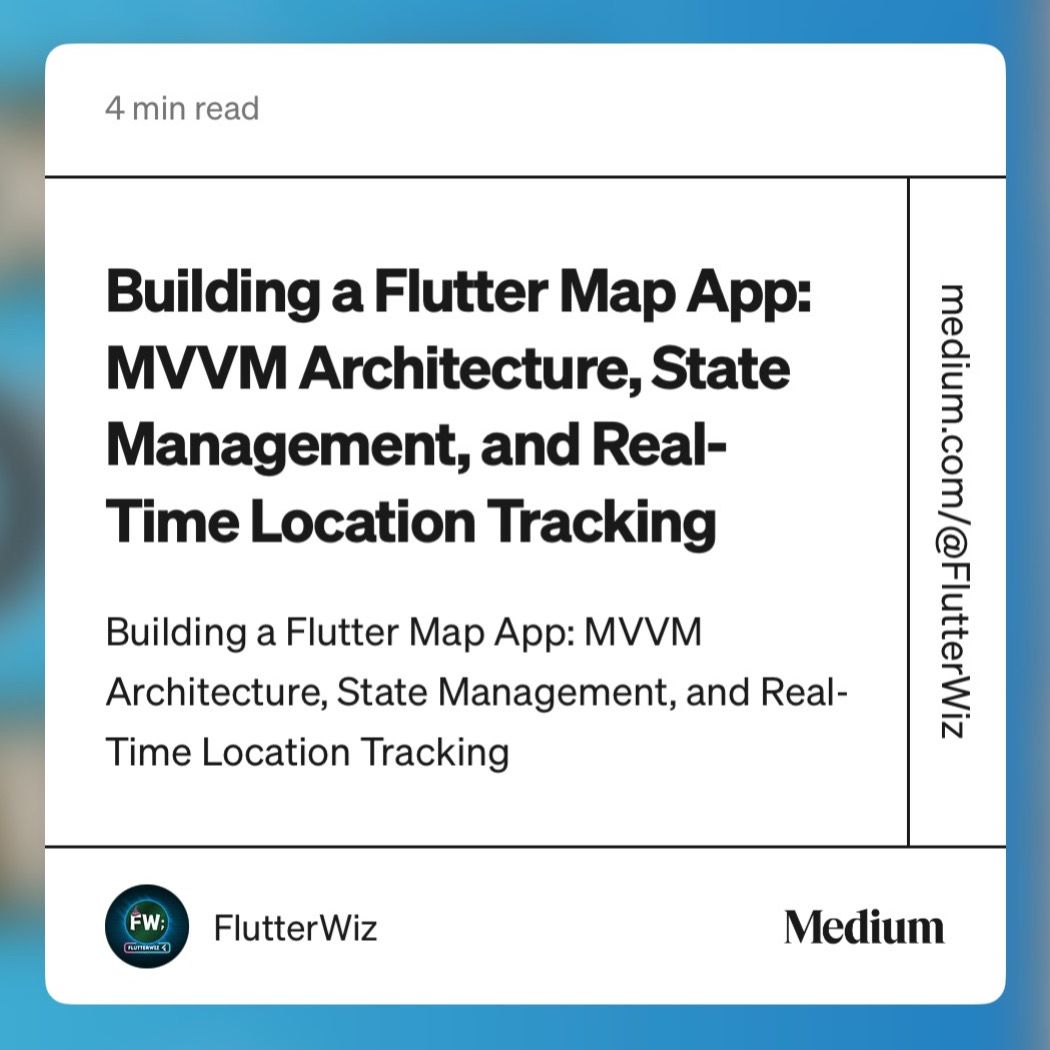 4 min read
Building a Flutter Map App:
MVVM Architecture, State
Management, and Real-
Time Location Tracking
Building a Flutter Map App: MVVM
Architecture, State Management, and Real-
Time Location Tracking
medium.com/@FlutterWiz
FW;
FLUTTERWIZ
FlutterWiz
Medium